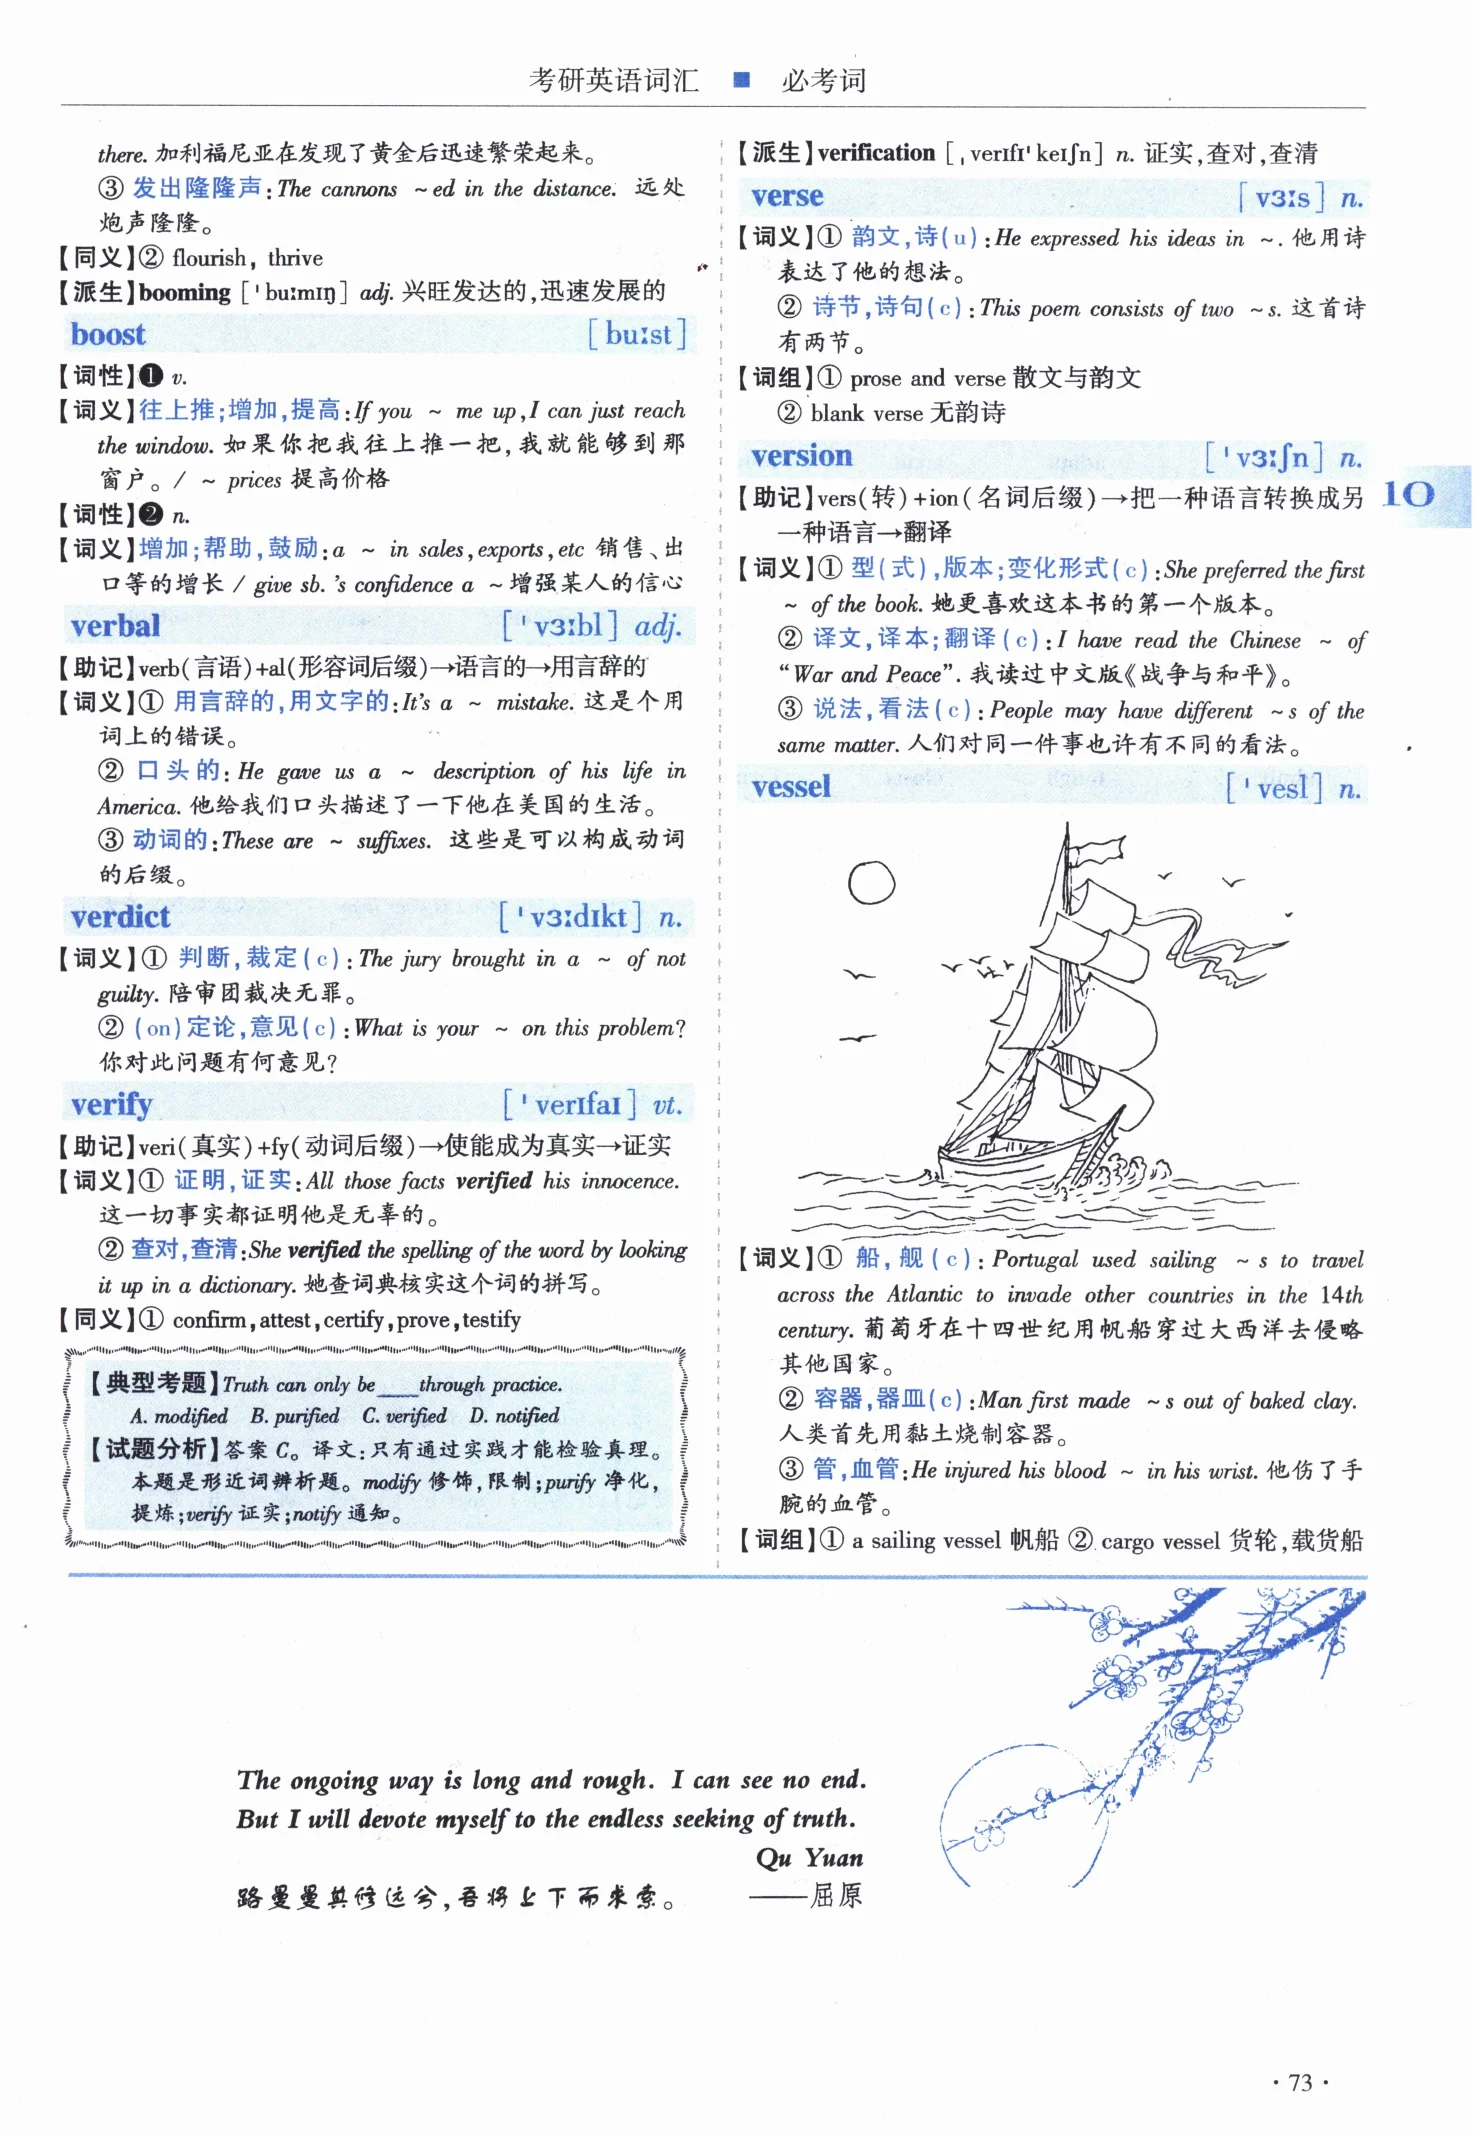 考研英语词汇 ■ 必考词
there. 加利福尼亚在发现了黄金后迅速繁荣起来。
③ 发出隆隆声:The cannons ~ed in the distance. 远处
炮声隆隆。
【同义】② flourish, thrive
【派生】booming [ˈbuːmɪŋ] adj. 兴旺发达的,迅速发展的
boost [buːst]
【词性】❶ v.
【词义】往上推;增加,提高:If you ~ me up,I can just reach
the window. 如果你把我往上推一把,我就能够到那
窗户。/ ~ prices 提高价格
【词性】❷ n.
【词义】增加;帮助,鼓励:a ~ in sales,exports,etc 销售、出
口等的增长 / give sb. 's confidence a ~增强某人的信心
verbal [ˈvɜːbl] adj.
【助记】verb(言语)+al(形容词后缀)→语言的→用言辞的
【词义】① 用言辞的,用文字的:It's a ~ mistake. 这是个用
词上的错误。
② 口头的:He gave us a ~ description of his life in
America. 他给我们口头描述了一下他在美国的生活。
③ 动词的:These are ~ suffixes. 这些是可以构成动词
的后缀。
verdict [ˈvɜːdɪkt] n.
【词义】① 判断,裁定(c):The jury brought in a ~ of not
guilty. 陪审团裁决无罪。
② (on)定论,意见(c):What is your ~ on this problem?
你对此问题有何意见?
verify [ˈverɪfaɪ] vt.
【助记】veri(真实)+fy(动词后缀)→使能成为真实→证实
【词义】① 证明,证实:All those facts verified his innocence.
这一切事实都证明他是无辜的。
② 查对,查清:She verified the spelling of the word by looking
it up in a dictionary. 她查词典核实这个词的拼写。
【同义】① confirm,attest,certify,prove,testify
【典型考题】Truth can only be ___ through practice.
A. modified B. purified C. verified D. notified
【试题分析】答案 C。译文:只有通过实践才能检验真理。
本题是形近词辨析题。modify 修饰,限制;purify 净化,
提炼;verify 证实;notify 通知。
【派生】verification [ˌverɪfɪˈkeɪʃn] n. 证实,查对,查清
verse [vɜːs] n.
【词义】① 韵文,诗(u):He expressed his ideas in ~. 他用诗
表达了他的想法。
② 诗节,诗句(c):This poem consists of two ~s. 这首诗
有两节。
【词组】① prose and verse 散文与韵文
② blank verse 无韵诗
version [ˈvɜːʃn] n.
【助记】vers(转)+ion(名词后缀)→把一种语言转换成另
一种语言→翻译
【词义】① 型(式),版本;变化形式(c):She preferred the first
~ of the book. 她更喜欢这本书的第一个版本。
② 译文,译本;翻译(c):I have read the Chinese ~ of
“War and Peace”. 我读过中文版《战争与和平》。
③ 说法,看法(c):People may have different ~s of the
same matter. 人们对同一件事也许有不同的看法。
vessel [ˈvesl] n.
【词义】① 船,舰(c):Portugal used sailing ~s to travel
across the Atlantic to invade other countries in the 14th
century. 葡萄牙在十四世纪用帆船穿过大西洋去侵略
其他国家。
② 容器,器皿(c):Man first made ~s out of baked clay.
人类首先用黏土烧制容器。
③ 管,血管:He injured his blood ~ in his wrist. 他伤了手
腕的血管。
【词组】① a sailing vessel 帆船 ② cargo vessel 货轮,载货船
10
The ongoing way is long and rough. I can see no end.
But I will devote myself to the endless seeking of truth.
Qu Yuan
路曼曼其修远兮,吾将上下而求索。 ——屈原
· 73 ·